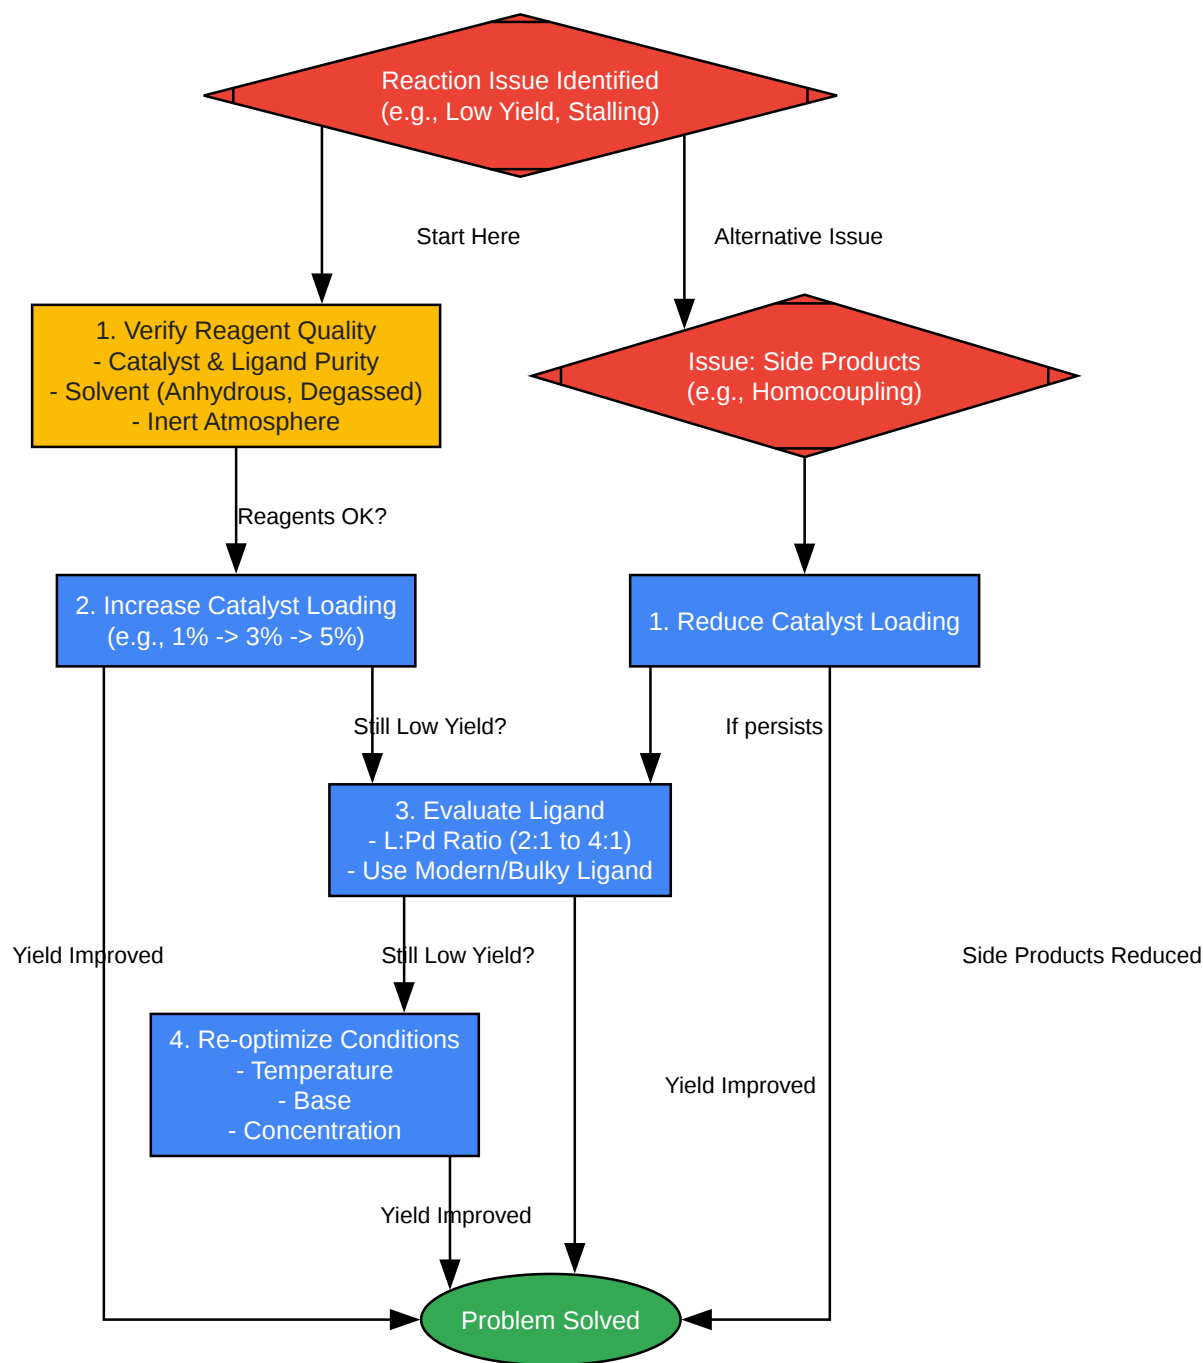 Reaction Issue Identified
(e.g., Low Yield, Stalling)
Start Here
Alternative Issue
1. Verify Reagent Quality
- Catalyst & Ligand Purity
- Solvent (Anhydrous, Degassed)
- Inert Atmosphere
Issue: Side Products
(e.g., Homocoupling)
Reagents OK?
2. Increase Catalyst Loading
(e.g., 1% -> 3% -> 5%)
1. Reduce Catalyst Loading
Still Low Yield?
If persists
3. Evaluate Ligand
- L:Pd Ratio (2:1 to 4:1)
- Use Modern/Bulky Ligand
Yield Improved
Still Low Yield?
Side Products Reduced
4. Re-optimize Conditions
- Temperature
- Base
- Concentration
Yield Improved
Yield Improved
Problem Solved